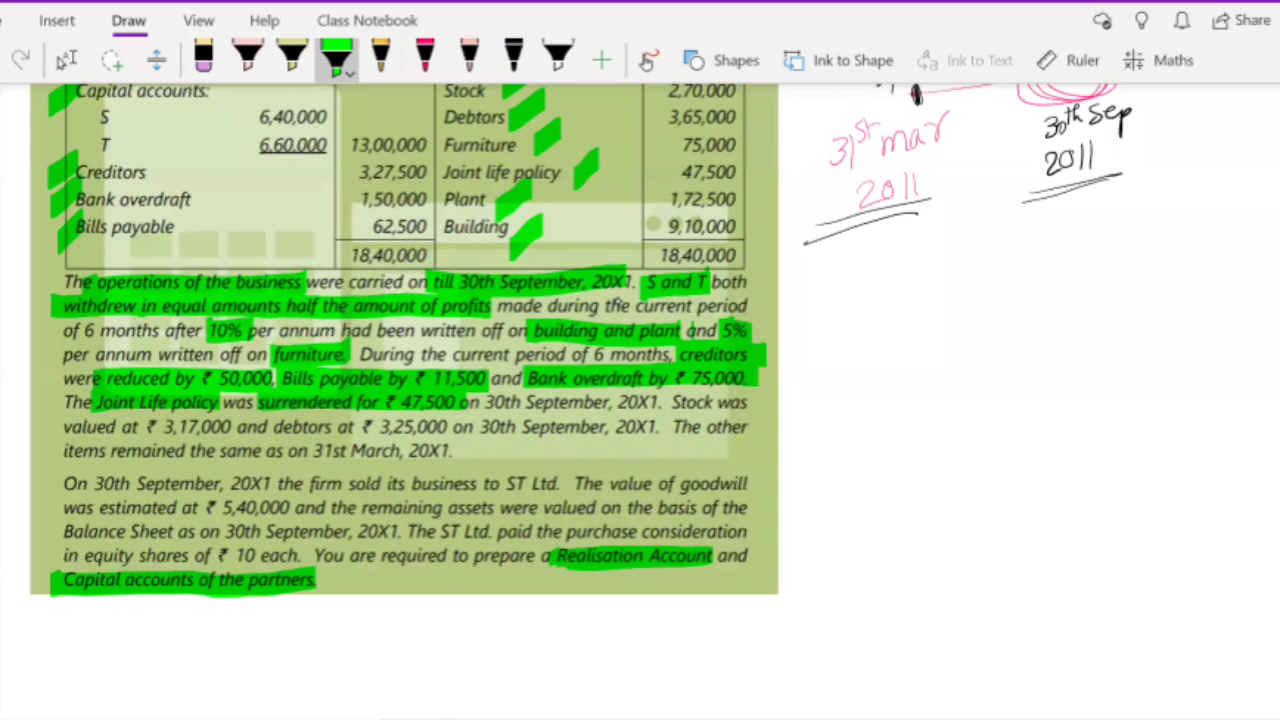 Insert Draw View Help Class Notebook Share
Shapes Ink to Shape Ink to Text Ruler Maths
Capital accounts: Stock 2,70,000
S 6,40,000 Debtors 3,65,000
T 6,60,000 13,00,000 Furniture 75,000
Creditors 3,27,500 Joint life policy 47,500
Bank overdraft 1,50,000 Plant 1,72,500
Bills payable 62,500 Building 9,10,000
18,40,000 18,40,000
The operations of the business were carried on till 30th September, 20X1. S and T both
withdrew in equal amounts half the amount of profits made during the current period
of 6 months after 10% per annum had been written off on building and plant and 5%
per annum written off on furniture. During the current period of 6 months, creditors
were reduced by ₹ 50,000, Bills payable by ₹ 11,500 and Bank overdraft by ₹ 75,000.
The Joint Life policy was surrendered for ₹ 47,500 on 30th September, 20X1. Stock was
valued at ₹ 3,17,000 and debtors at ₹ 3,25,000 on 30th September, 20X1. The other
items remained the same as on 31st March, 20X1.
On 30th September, 20X1 the firm sold its business to ST Ltd. The value of goodwill
was estimated at ₹ 5,40,000 and the remaining assets were valued on the basis of the
Balance Sheet as on 30th September, 20X1. The ST Ltd. paid the purchase consideration
in equity shares of ₹ 10 each. You are required to prepare a Realisation Account and
Capital accounts of the partners.
31st mar
2011
30th Sep
2011